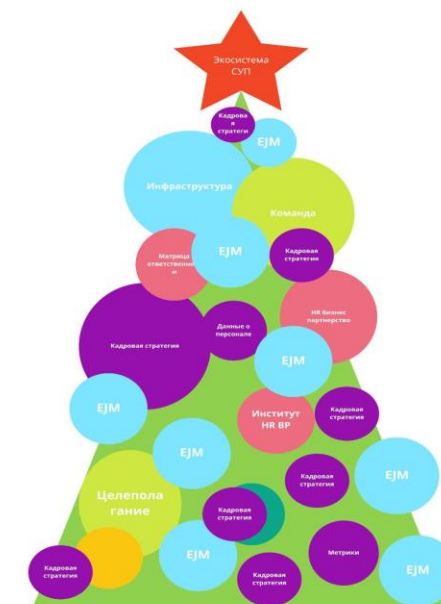 Экосистема
СУП
Кадрова
я
стратеги
EJM
Инфраструктура
Команда
Матрица
ответственн
и
EJM
Кадровая
стратегия
Кадровая стратегия
Данные о
персонале
HR бизнес
партнерство
EJM
EJM
Институт
HR BP
Кадровая
стратегия
EJM
Целепола
гание
Кадровая
стратегия
EJM
Кадровая
стратегия
Кадровая
стратегия
EJM
Кадровая
стратегия
Метрики
EJM